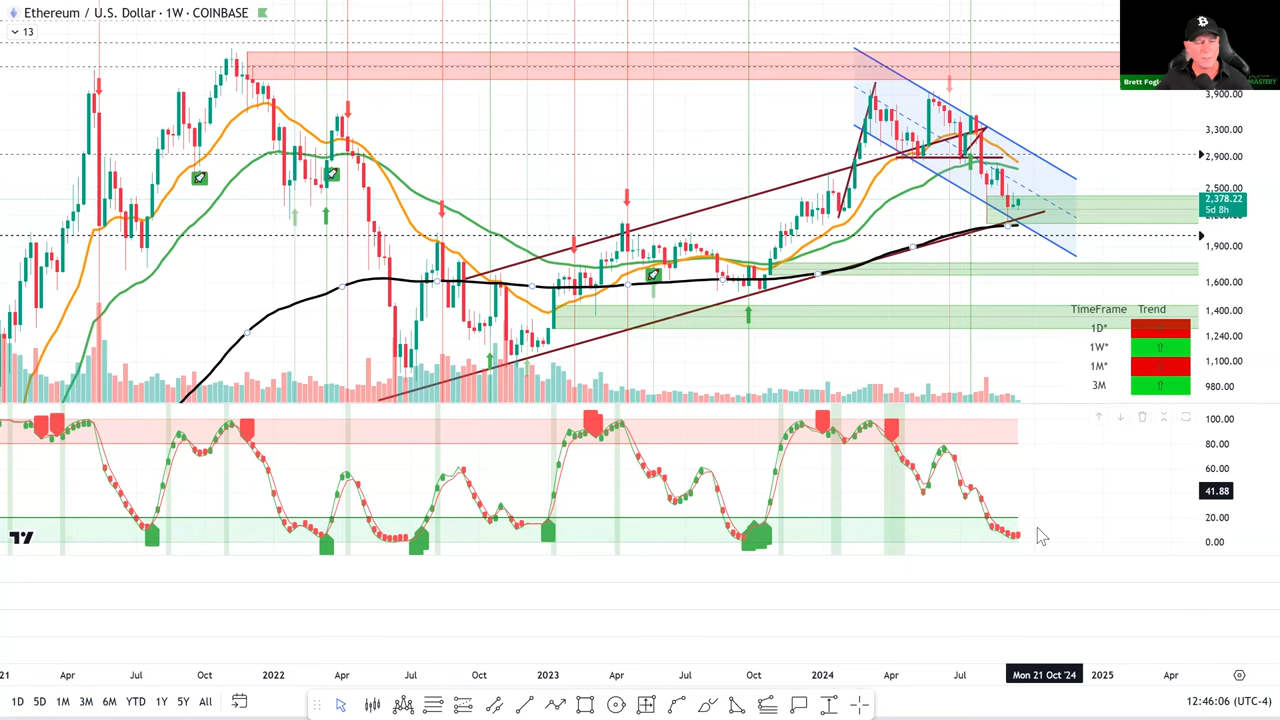 Ethereum / U.S. Dollar · 1W · COINBASE
13
Brett Fogl
MASTERY
3,900.00
3,300.00
2,900.00
2,500.00
2,378.22
5d 8h
1,900.00
1,600.00
1,400.00
1,240.00
1,100.00
980.00
TimeFrame Trend
1D*
1W*
1M*
3M
100.00
80.00
60.00
41.88
20.00
0.00
21 Apr Jul Oct 2022 Apr Jul Oct 2023 Apr Jul Oct 2024 Apr Jul Mon 21 Oct '24 2025 Apr
1D 5D 1M 3M 6M YTD 1Y 5Y All
12:46:06 (UTC-4)